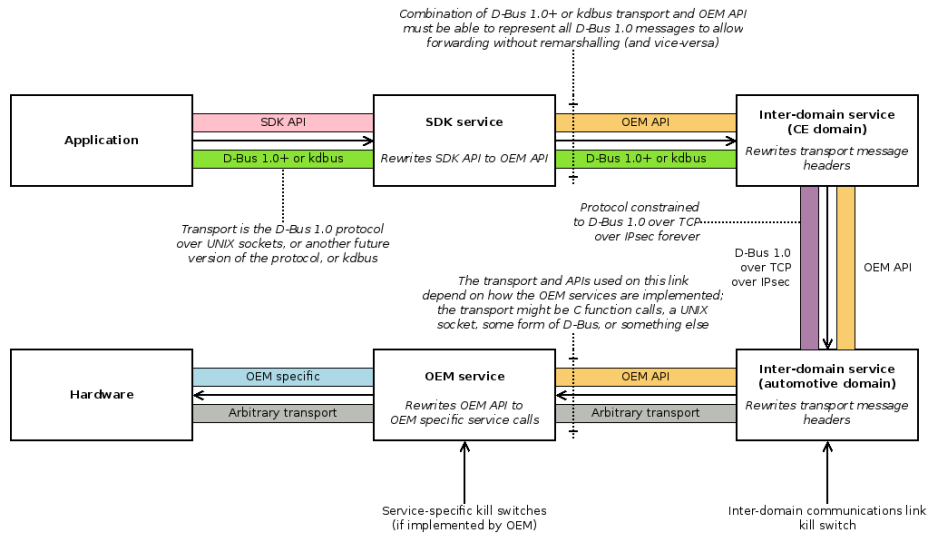 Combination of D-Bus 1.0+ or kdbus transport and OEM API
must be able to represent all D-Bus 1.0 messages to allow
forwarding without remarshalling (and vice-versa)
Application
SDK API
D-Bus 1.0+ or kdbus
SDK service
Rewrites SDK API to OEM API
OEM API
D-Bus 1.0+ or kdbus
Inter-domain service
(CE domain)
Rewrites transport message
headers
Transport is the D-Bus 1.0 protocol
over UNIX sockets, or another future
version of the protocol, or kdbus
Protocol constrained
to D-Bus 1.0 over TCP
over IPsec forever
D-Bus 1.0
over TCP
over IPsec
OEM API
The transport and APIs used on this link
depend on how the OEM services are implemented;
the transport might be C function calls, a UNIX
socket, some form of D-Bus, or something else
Hardware
OEM specific
Arbitrary transport
OEM service
Rewrites OEM API to
OEM specific service calls
OEM API
Arbitrary transport
Inter-domain service
(automotive domain)
Rewrites transport message
headers
Service-specific kill switches
(if implemented by OEM)
Inter-domain communications link
kill switch